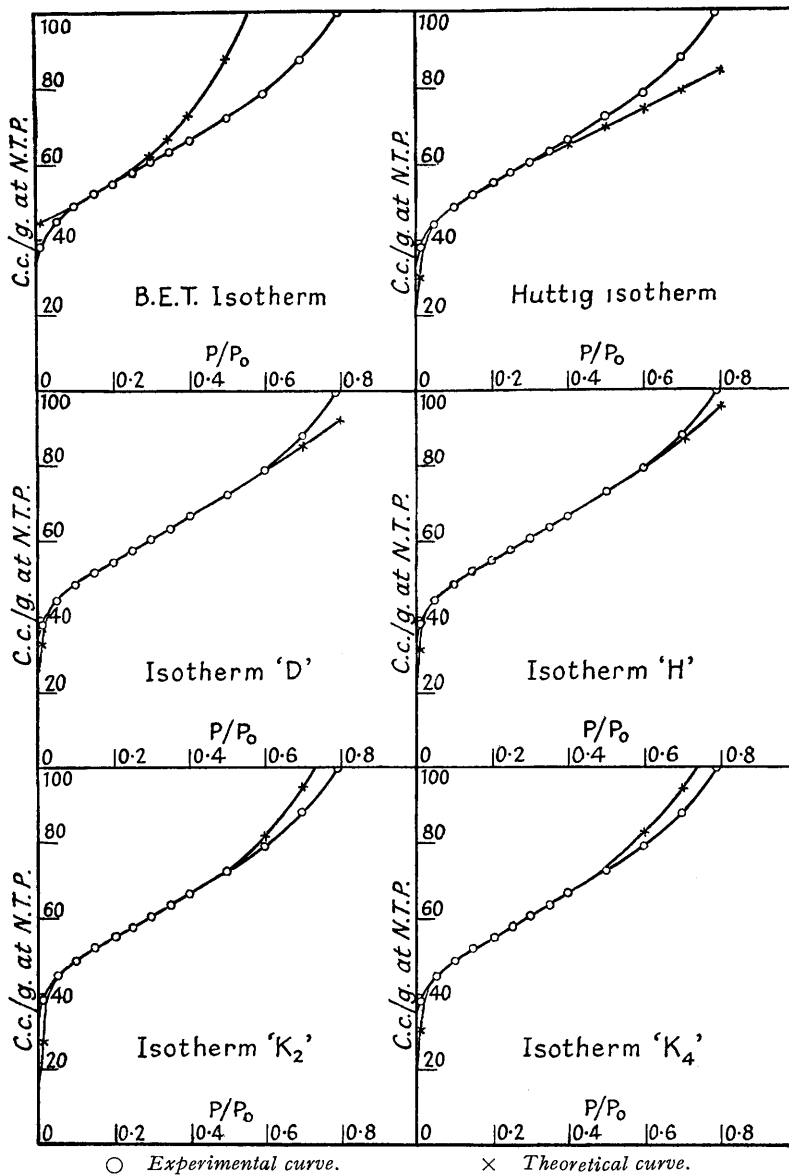 100
80
60
40
20
C.c./g. at N.T.P.
B.E.T. Isotherm
P/P₀
0 0·2 0·4 0·6 0·8
100
80
60
40
20
Huttig isotherm
P/P₀
0 0·2 0·4 0·6 0·8
100
80
60
40
20
C.c./g. at N.T.P.
Isotherm ‘D’
P/P₀
0 0·2 0·4 0·6 0·8
100
80
60
40
20
C.c./g. at N.T.P.
Isotherm ‘H’
P/P₀
0 0·2 0·4 0·6 0·8
100
80
60
40
20
C.c./g. at N.T.P.
Isotherm ‘K₂’
P/P₀
0 0·2 0·4 0·6 0·8
100
80
60
40
20
C.c./g. at N.T.P.
Isotherm ‘K₄’
P/P₀
0 0·2 0·4 0·6 0·8
○ Experimental curve. × Theoretical curve.